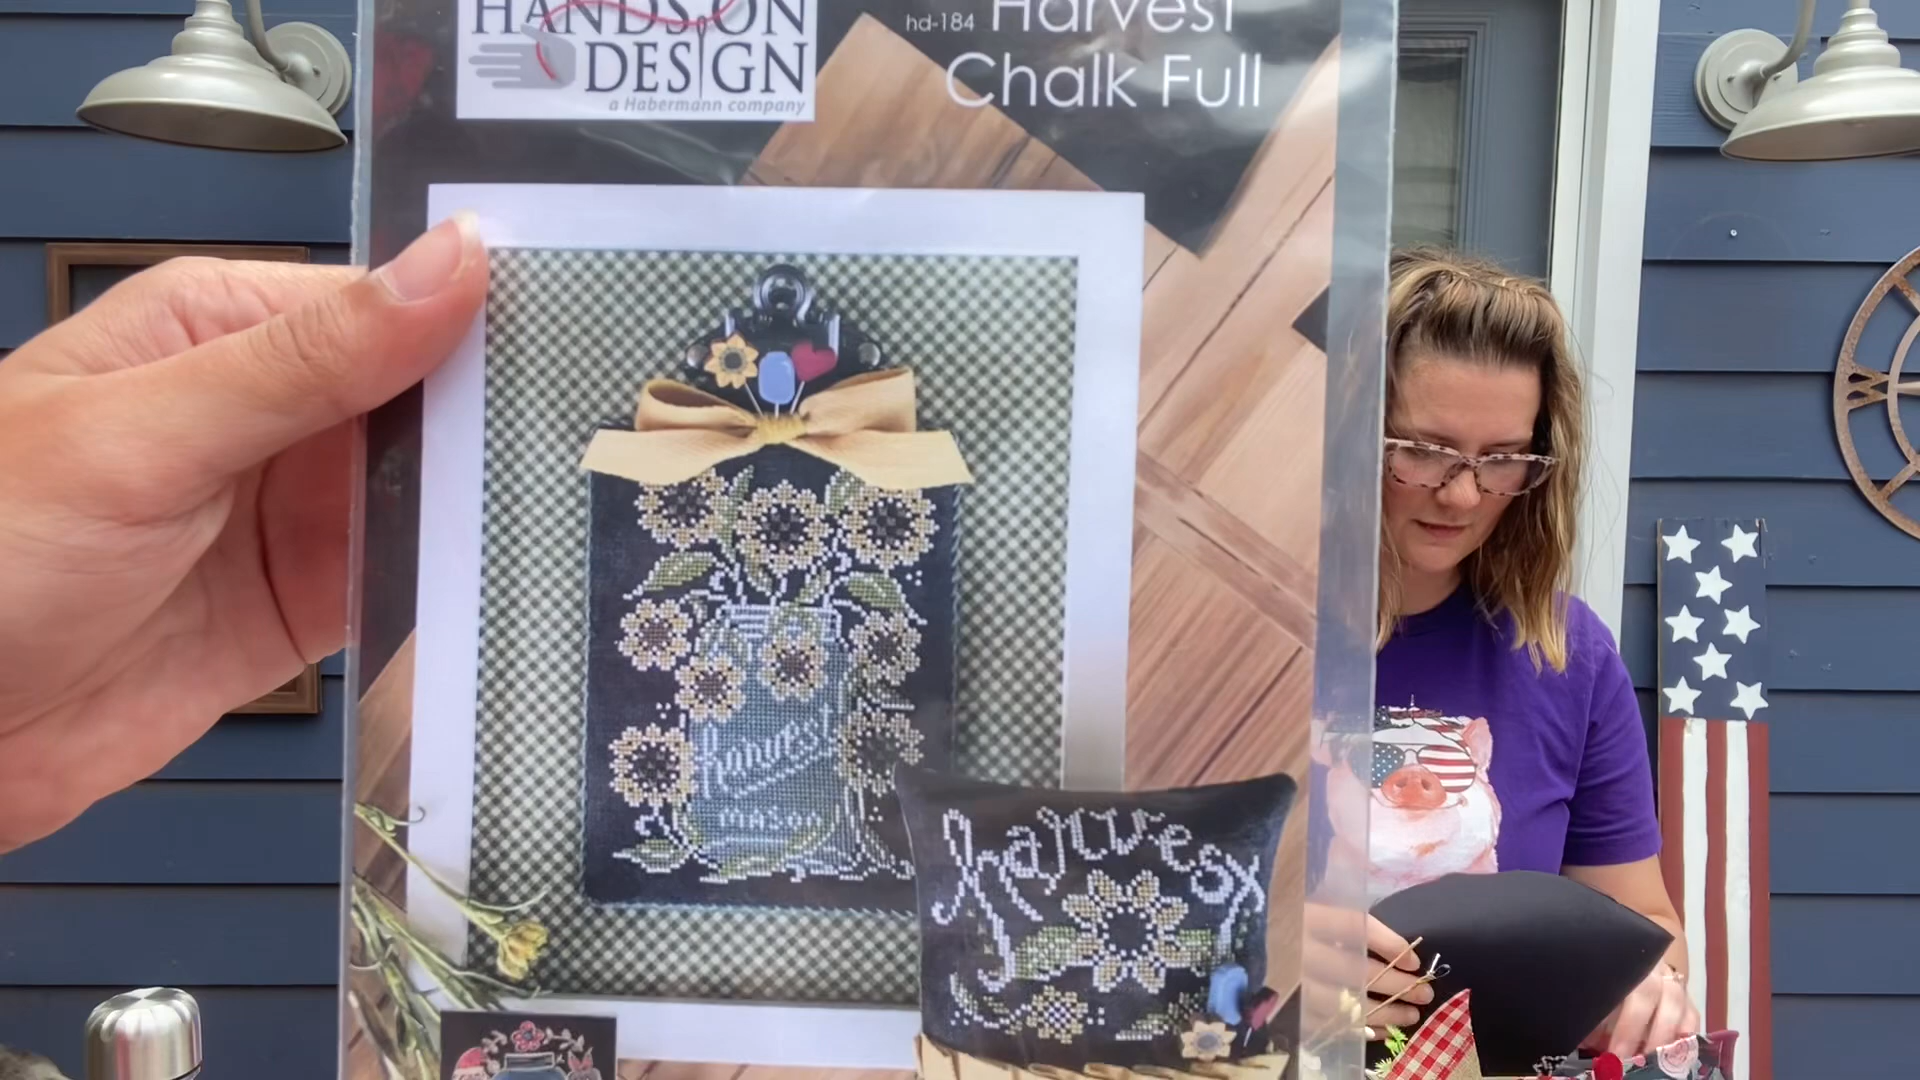 HANDS ON
DESIGN
a Habermann company
hd-184 Harvest
Chalk Full
harvest
MASON
harvest